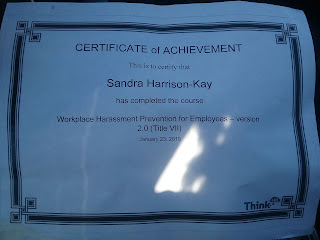 CERTIFICATE of ACHIEVEMENT
This is to certify that
Sandra Harrison-Kay
has completed the course
Workplace Harassment Prevention for Employees – version
2.0 (Title VII)
January 23, 2015
Think